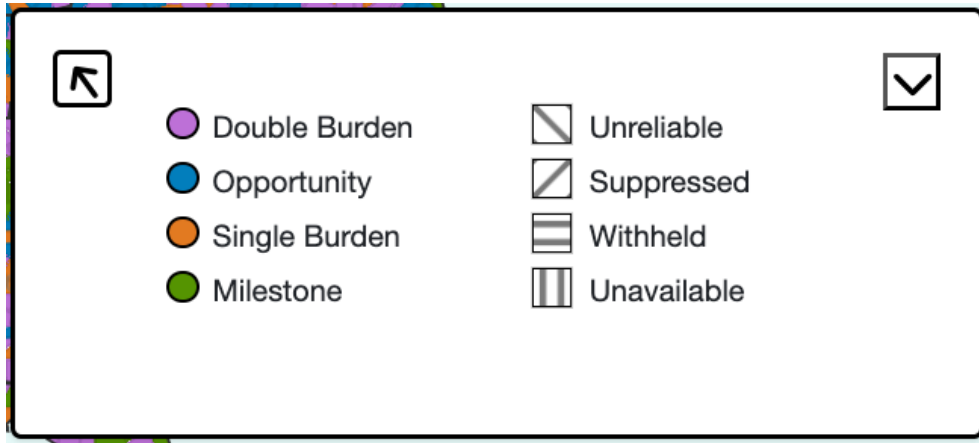 Double Burden
Opportunity
Single Burden
Milestone
Unreliable
Suppressed
Withheld
Unavailable